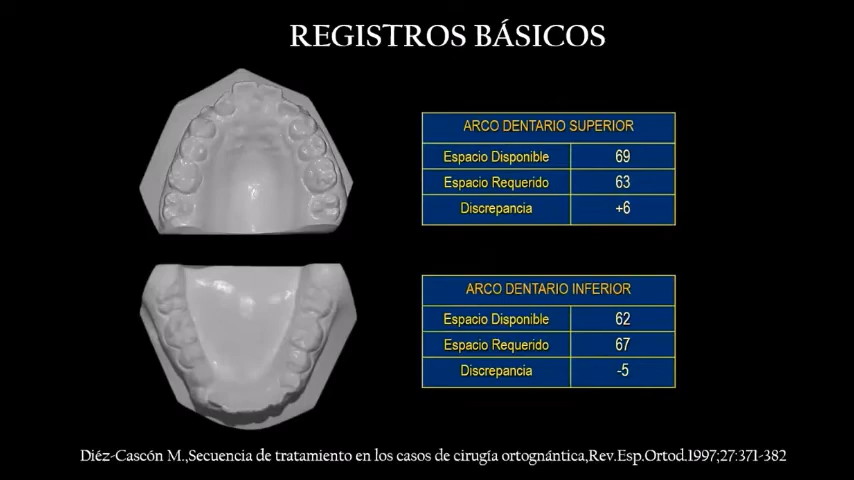 REGISTROS BÁSICOS
ARCO DENTARIO SUPERIOR
Espacio Disponible 69
Espacio Requerido 63
Discrepancia +6
ARCO DENTARIO INFERIOR
Espacio Disponible 62
Espacio Requerido 67
Discrepancia -5
Diéz-Cascón M.,Secuencia de tratamiento en los casos de cirugía ortognántica,Rev.Esp.Ortod.1997;27:371-382